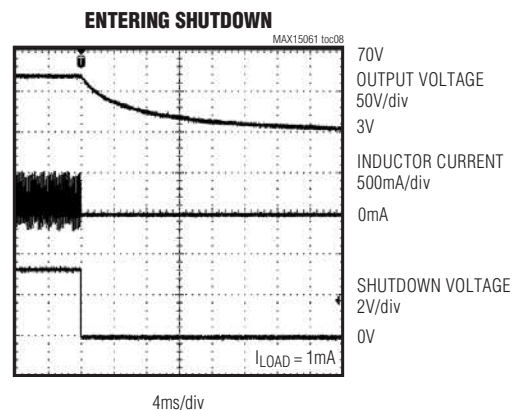 ENTERING SHUTDOWN
MAX15061 toc08
T
70V
OUTPUT VOLTAGE
50V/div
3V
INDUCTOR CURRENT
500mA/div
0mA
SHUTDOWN VOLTAGE
2V/div
0V
ILOAD = 1mA
4ms/div